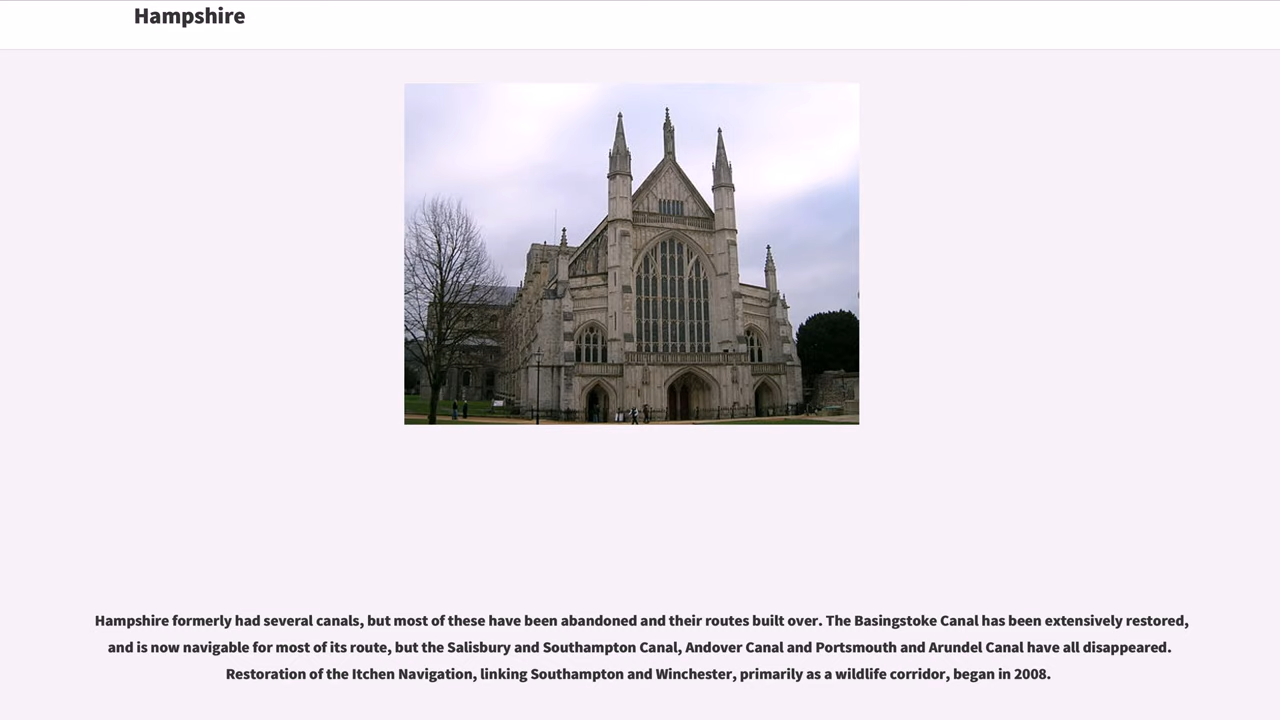 Hampshire
Hampshire formerly had several canals, but most of these have been abandoned and their routes built over. The Basingstoke Canal has been extensively restored,
and is now navigable for most of its route, but the Salisbury and Southampton Canal, Andover Canal and Portsmouth and Arundel Canal have all disappeared.
Restoration of the Itchen Navigation, linking Southampton and Winchester, primarily as a wildlife corridor, began in 2008.